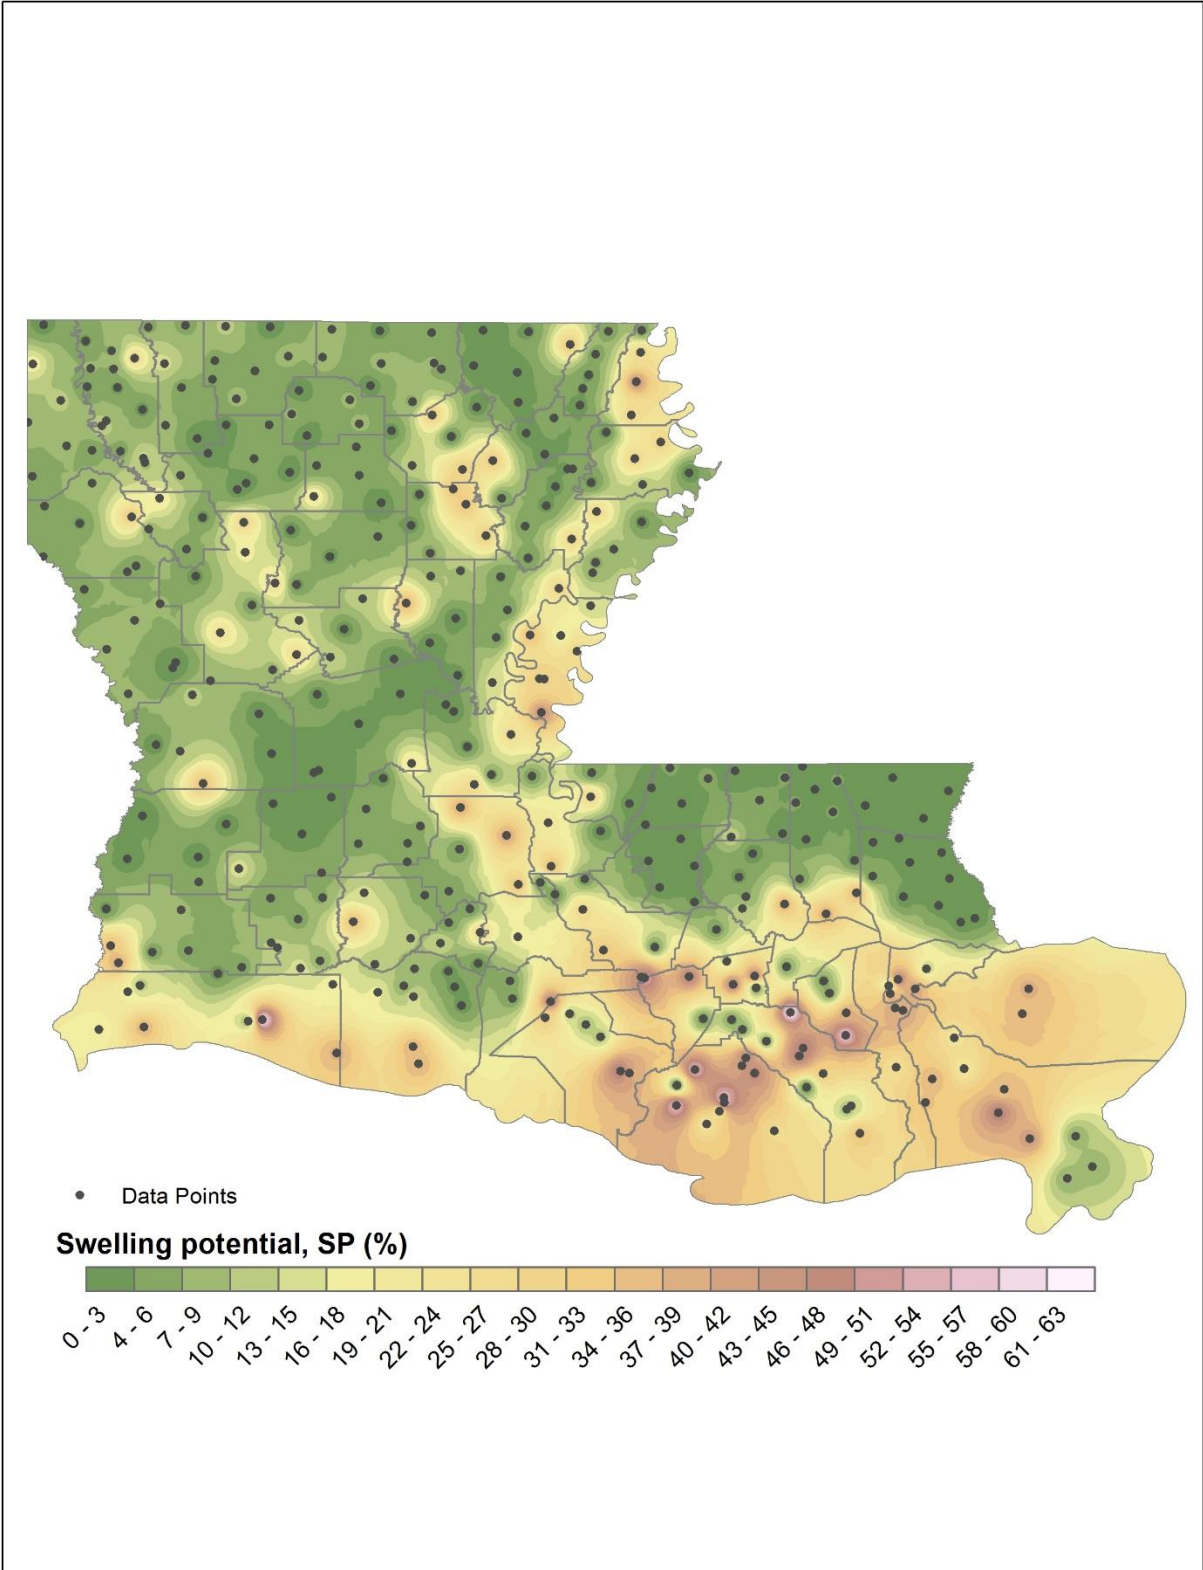 Data Points
Swelling potential, SP (%)
0 - 3
4 - 6
7 - 9
10 - 12
13 - 15
16 - 18
19 - 21
22 - 24
25 - 27
28 - 30
31 - 33
34 - 36
37 - 39
40 - 42
43 - 45
46 - 48
49 - 51
52 - 54
55 - 57
58 - 60
61 - 63